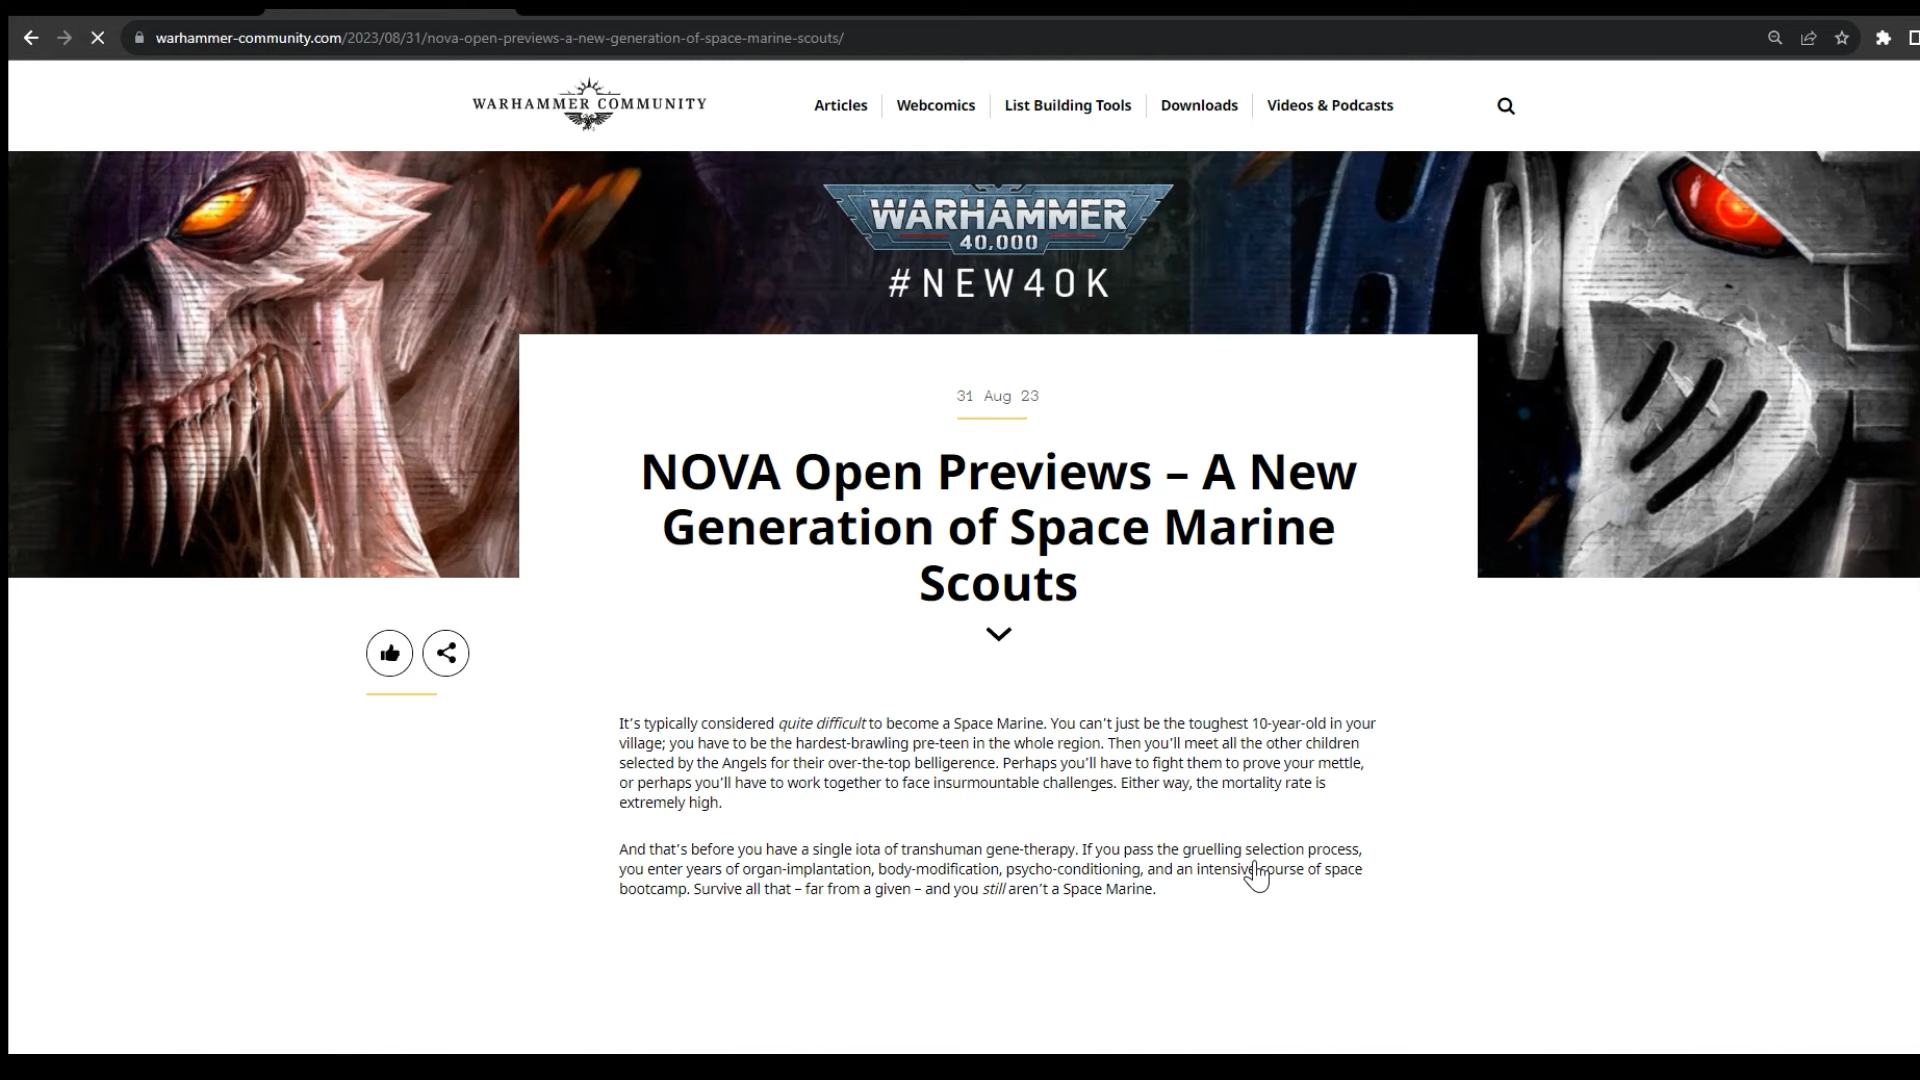 warhammer-community.com/2023/08/31/nova-open-previews-a-new-generation-of-space-marine-scouts/
WARHAMMER COMMUNITY
Articles
Webcomics
List Building Tools
Downloads
Videos & Podcasts
WARHAMMER
40,000
#NEW40K
31 Aug 23
NOVA Open Previews – A New
Generation of Space Marine
Scouts
It’s typically considered quite difficult to become a Space Marine. You can’t just be the toughest 10-year-old in your
village; you have to be the hardest-brawling pre-teen in the whole region. Then you’ll meet all the other children
selected by the Angels for their over-the-top belligerence. Perhaps you’ll have to fight them to prove your mettle,
or perhaps you’ll have to work together to face insurmountable challenges. Either way, the mortality rate is
extremely high.
And that’s before you have a single iota of transhuman gene-therapy. If you pass the gruelling selection process,
you enter years of organ-implantation, body-modification, psycho-conditioning, and an intensive course of space
bootcamp. Survive all that – far from a given – and you still aren’t a Space Marine.